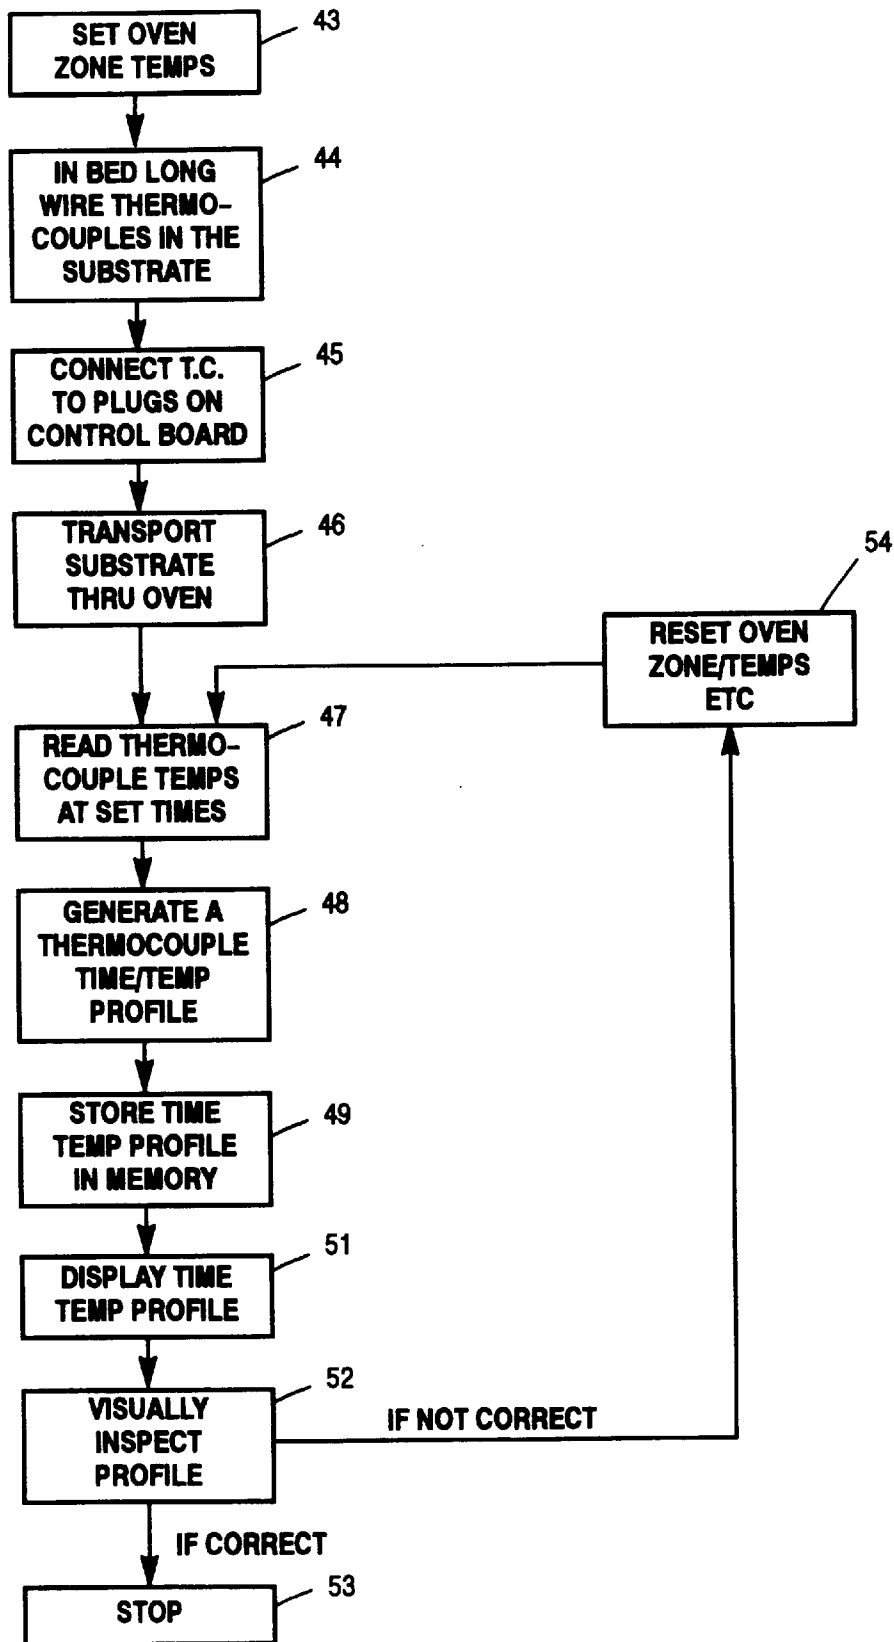 SET OVEN
ZONE TEMPS
43
IN BED LONG
WIRE THERMO-
COUPLES IN THE
SUBSTRATE
44
CONNECT T.C.
TO PLUGS ON
CONTROL BOARD
45
TRANSPORT
SUBSTRATE
THRU OVEN
46
RESET OVEN
ZONE/TEMPS
ETC
54
READ THERMO-
COUPLE TEMPS
AT SET TIMES
47
GENERATE A
THERMOCOUPLE
TIME/TEMP
PROFILE
48
STORE TIME
TEMP PROFILE
IN MEMORY
49
DISPLAY TIME
TEMP PROFILE
51
VISUALLY
INSPECT
PROFILE
52
IF NOT CORRECT
IF CORRECT
STOP
53